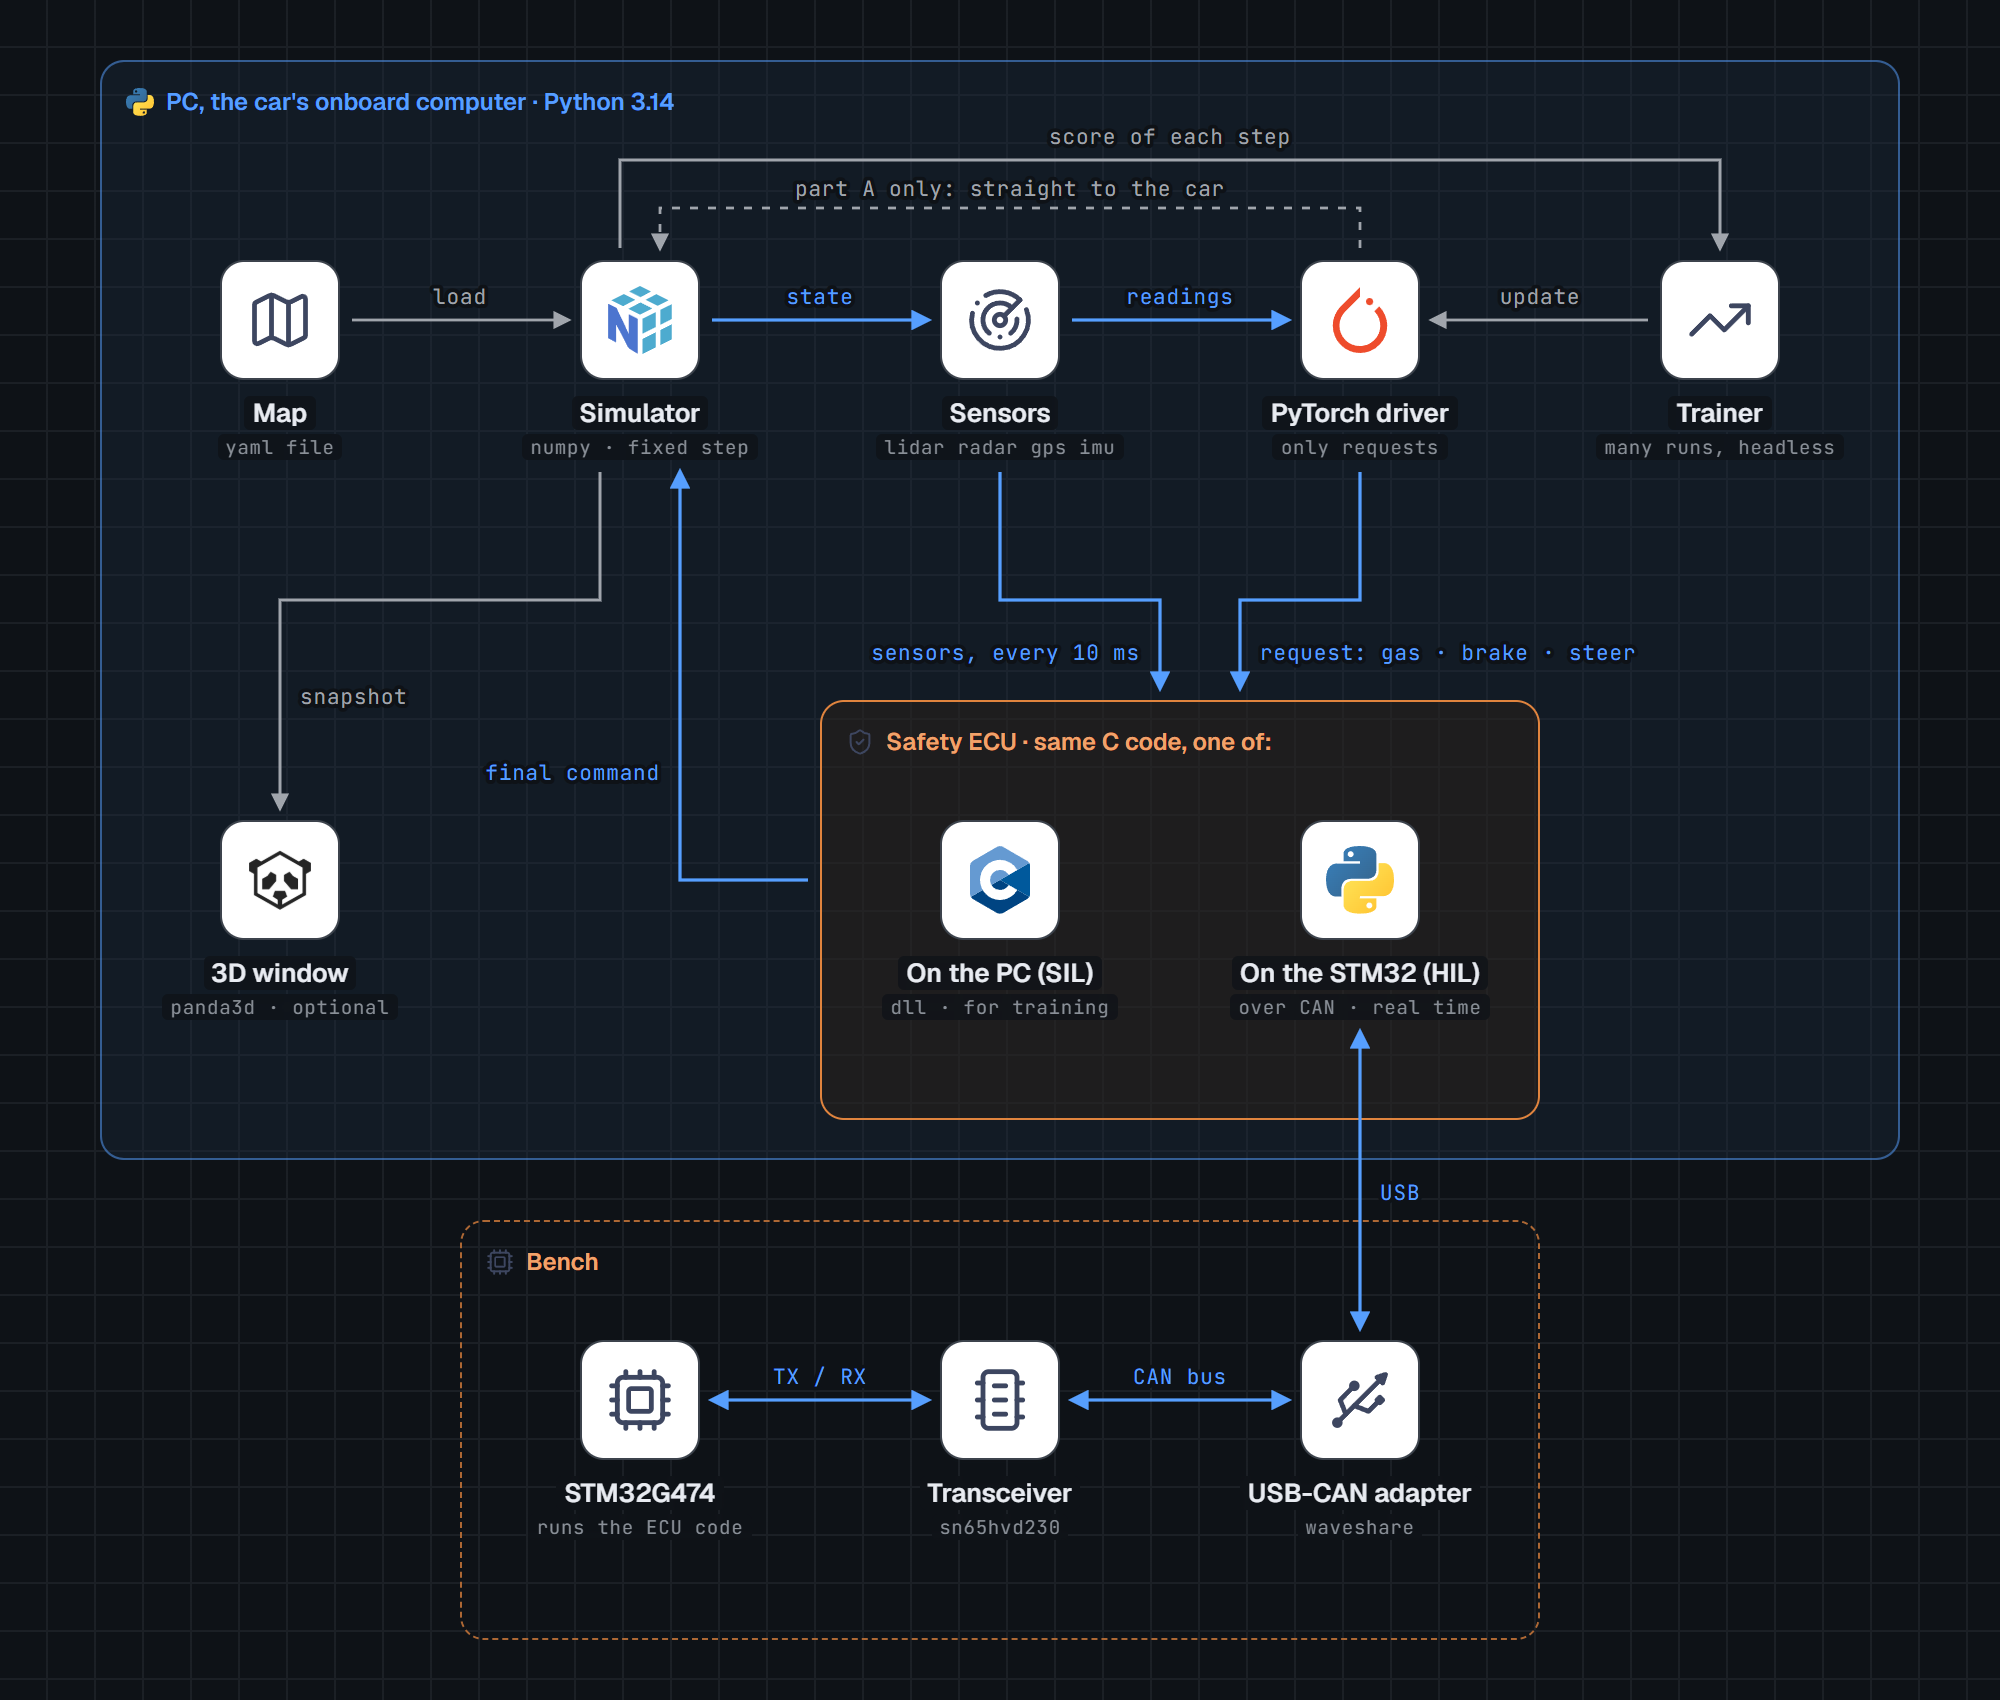 PC, the car's onboard computer · Python 3.14
score of each step
part A only: straight to the car
load
state
readings
update
Map
yaml file
Simulator
numpy · fixed step
Sensors
lidar radar gps imu
PyTorch driver
only requests
Trainer
many runs, headless
sensors, every 10 ms
request: gas · brake · steer
snapshot
final command
Safety ECU · same C code, one of:
3D window
panda3d · optional
On the PC (SIL)
dll · for training
On the STM32 (HIL)
over CAN · real time
USB
Bench
TX / RX
CAN bus
STM32G474
runs the ECU code
Transceiver
sn65hvd230
USB-CAN adapter
waveshare